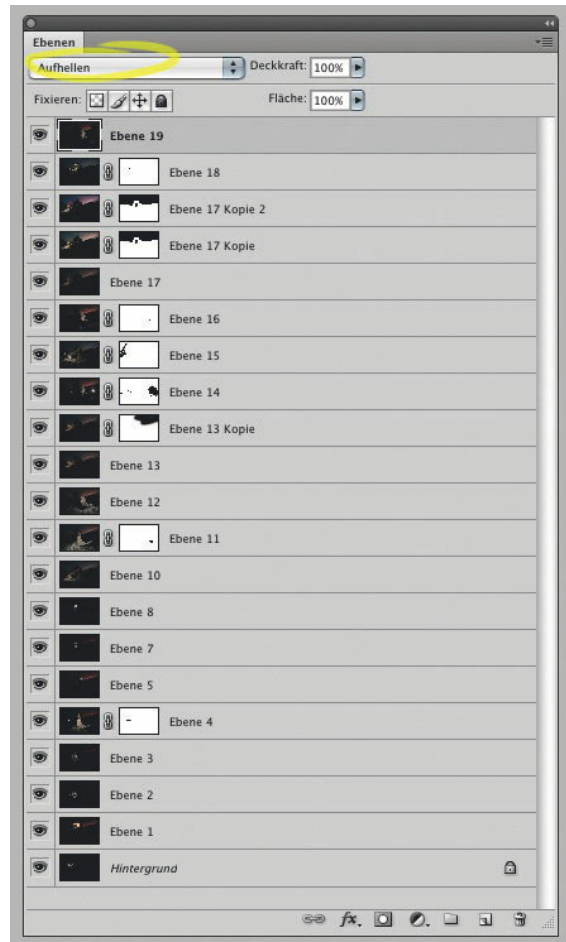 Ebenen
Aufhellen Deckkraft: 100%
Fixieren: Fläche: 100%
Ebene 19
Ebene 18
Ebene 17 Kopie 2
Ebene 17 Kopie
Ebene 17
Ebene 16
Ebene 15
Ebene 14
Ebene 13 Kopie
Ebene 13
Ebene 12
Ebene 11
Ebene 10
Ebene 8
Ebene 7
Ebene 5
Ebene 4
Ebene 3
Ebene 2
Ebene 1
Hintergrund
fx.